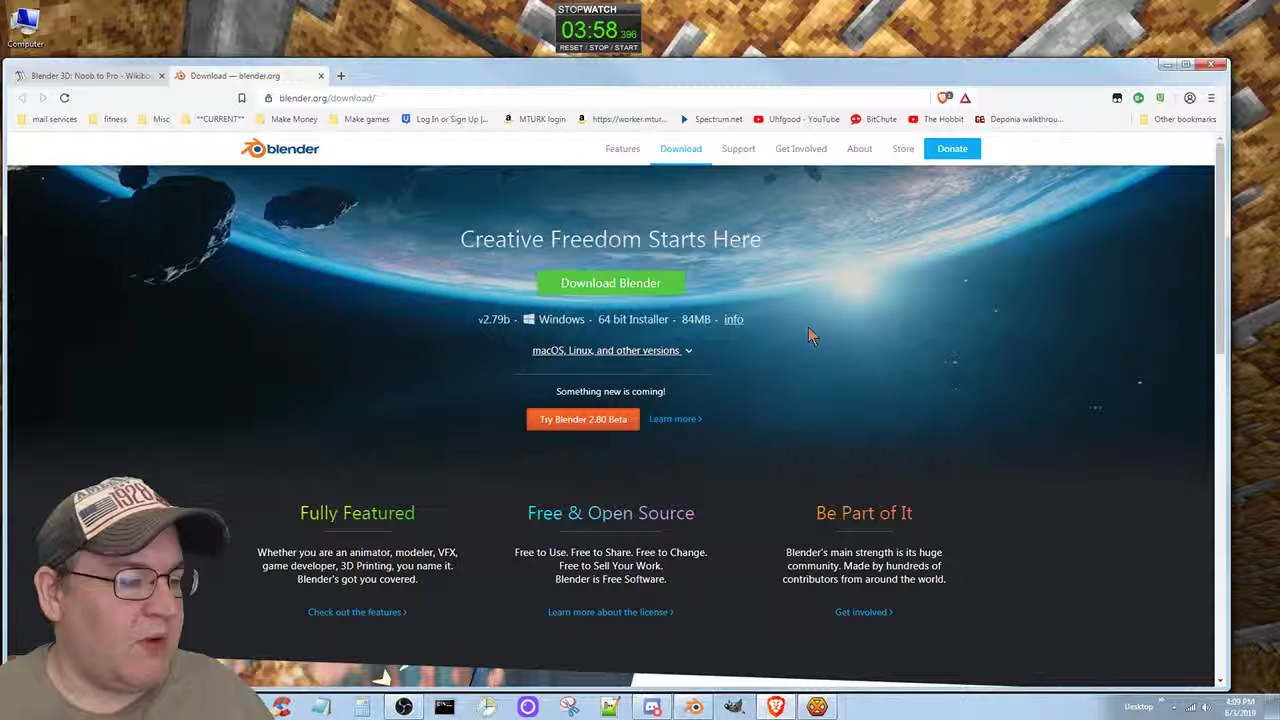 STOPWATCH
03:58.396
RESET / STOP / START
Computer
Blender 3D: Noob to Pro - Wikibo
Download — blender.org
blender.org/download/
mail services
fitness
Misc
**CURRENT**
Make Money
Make games
Log In or Sign Up |...
MTURK login
https://worker.mtur...
Spectrum.net
Uhfgood - YouTube
BitChute
The Hobbit
Deponia walkthrou...
Other bookmarks
blender
Features
Download
Support
Get Involved
About
Store
Donate
Creative Freedom Starts Here
Download Blender
v2.79b · Windows · 64 bit Installer · 84MB · info
macOS, Linux, and other versions
Something new is coming!
Try Blender 2.80 Beta
Learn more >
Fully Featured
Whether you are an animator, modeler, VFX,
game developer, 3D Printing, you name it.
Blender's got you covered.
Check out the features >
Free & Open Source
Free to Use. Free to Share. Free to Change.
Free to Sell Your Work.
Blender is Free Software.
Learn more about the license >
Be Part of It
Blender's main strength is its huge
community. Made by hundreds of
contributors from around the world.
Get involved >
1928
Desktop
4:09 PM
6/3/2019